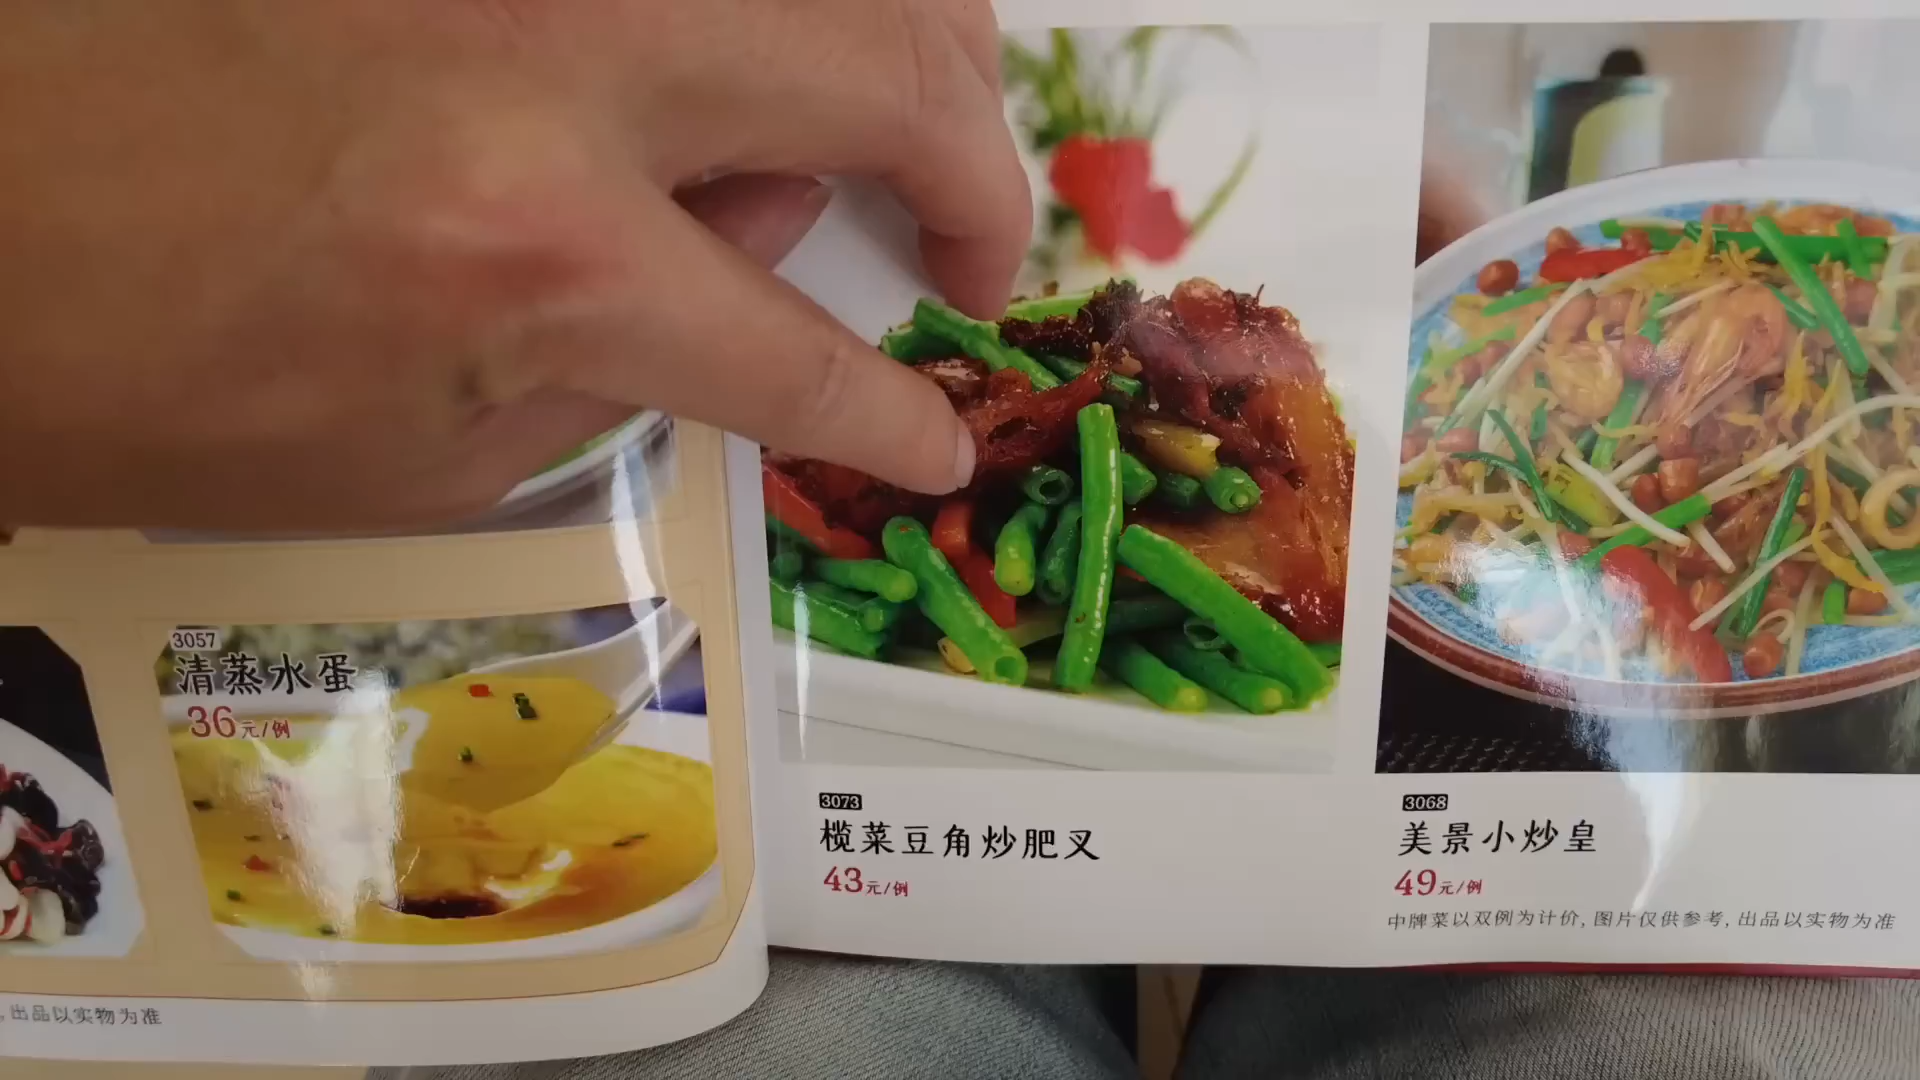 3057
清蒸水蛋
36元/例
, 出品以实物为准
3073
榄菜豆角炒肥叉
43元/例
3068
美景小炒皇
49元/例
中牌菜以双例为计价, 图片仅供参考, 出品以实物为准